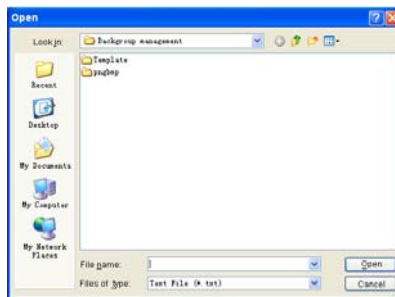 Open
Look in:
Backgroup management
Template
pngbmp
Recent
Desktop
My Documents
My Computer
My Network
Places
File name:
Open
Files of type:
Text File (*.txt)
Cancel